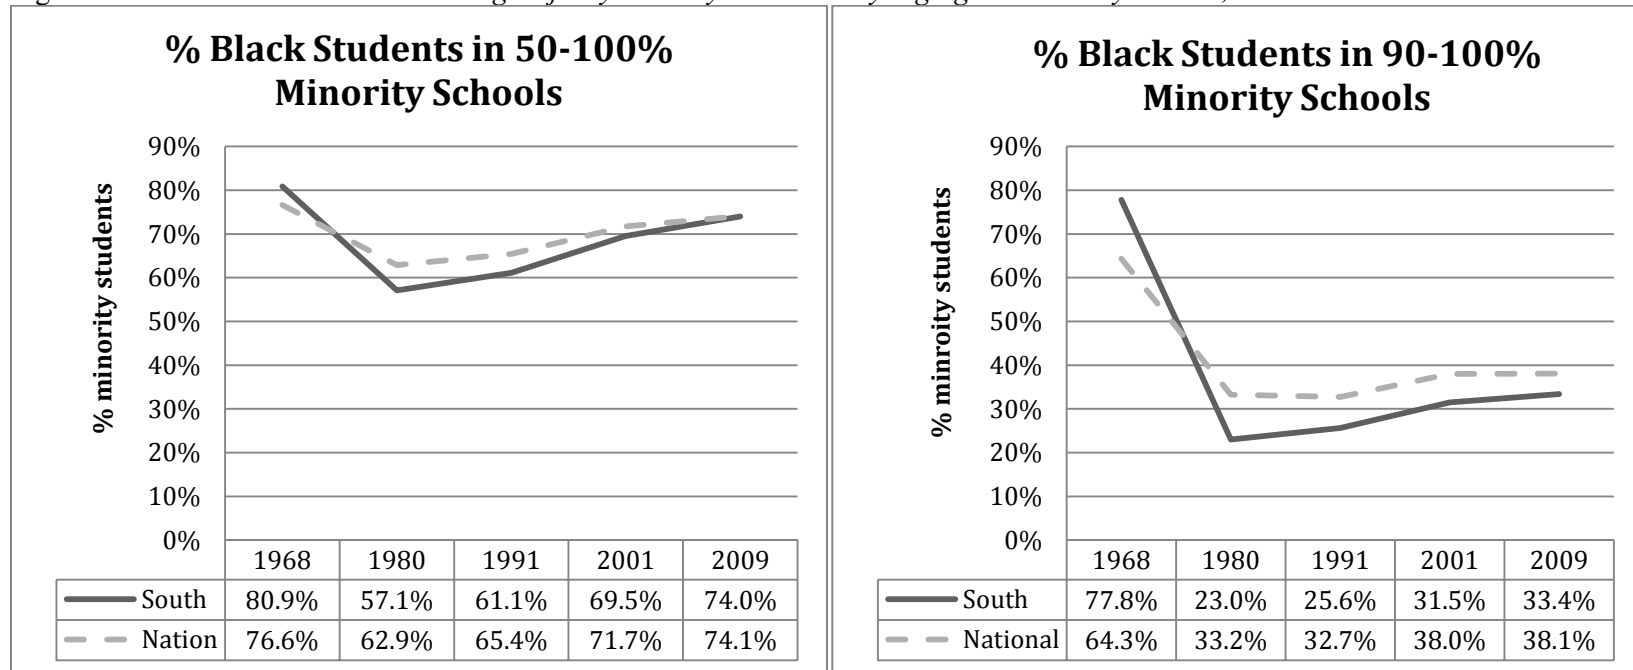 % Black Students in 50-100%
Minority Schools
% minority students
90%
80%
70%
60%
50%
40%
30%
20%
10%
0%
1968 1980 1991 2001 2009
South 80.9% 57.1% 61.1% 69.5% 74.0%
Nation 76.6% 62.9% 65.4% 71.7% 74.1%
% Black Students in 90-100%
Minority Schools
% minroity students
90%
80%
70%
60%
50%
40%
30%
20%
10%
0%
1968 1980 1991 2001 2009
South 77.8% 23.0% 25.6% 31.5% 33.4%
National 64.3% 33.2% 32.7% 38.0% 38.1%